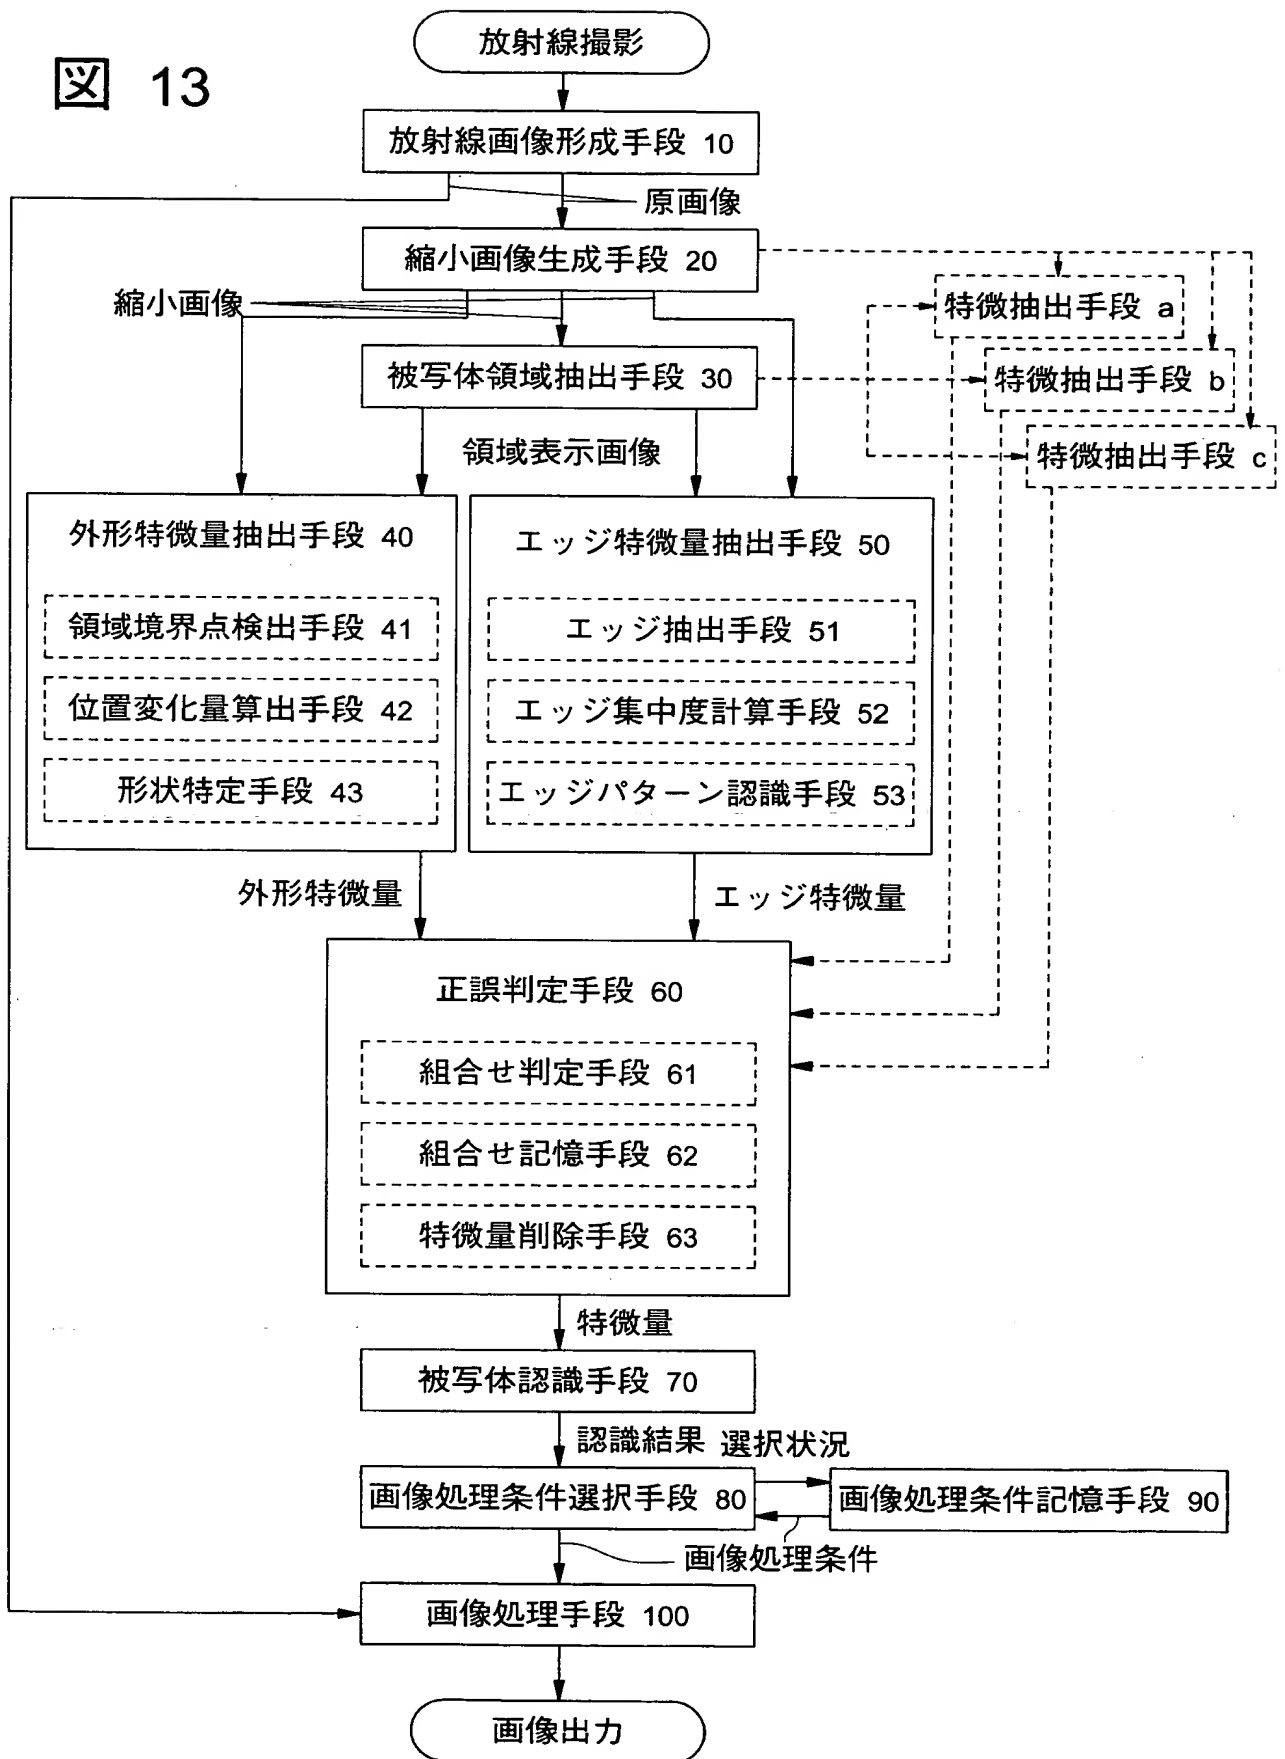 図 13
放射線撮影
放射線画像形成手段 10
原画像
縮小画像生成手段 20
縮小画像
特徴抽出手段 a
被写体領域抽出手段 30
特徴抽出手段 b
領域表示画像
特徴抽出手段 c
外形特徴量抽出手段 40
領域境界点検出手段 41
位置変化量算出手段 42
形状特定手段 43
エッジ特徴量抽出手段 50
エッジ抽出手段 51
エッジ集中度計算手段 52
エッジパターン認識手段 53
外形特徴量
エッジ特徴量
正誤判定手段 60
組合せ判定手段 61
組合せ記憶手段 62
特徴量削除手段 63
特徴量
被写体認識手段 70
認識結果 選択状況
画像処理条件選択手段 80
画像処理条件記憶手段 90
画像処理条件
画像処理手段 100
画像出力